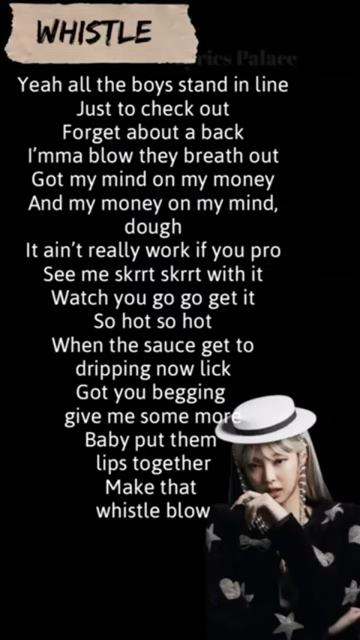 WHISTLE
Lyrics Palace
Yeah all the boys stand in line
Just to check out
Forget about a back
I'mma blow they breath out
Got my mind on my money
And my money on my mind,
dough
It ain't really work if you pro
See me skrrt skrrt with it
Watch you go go get it
So hot so hot
When the sauce get to
dripping now lick
Got you begging
give me some more
Baby put them
lips together
Make that
whistle blow